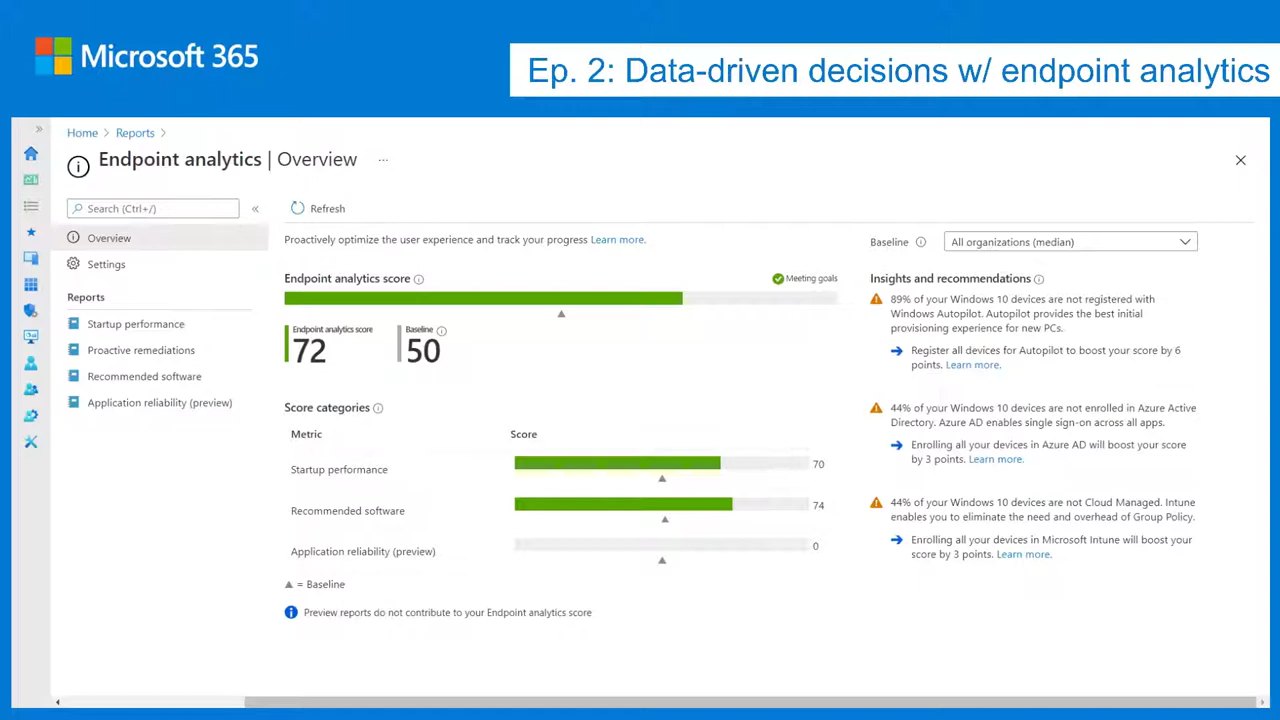 Microsoft 365
Ep. 2: Data-driven decisions w/ endpoint analytics
Home > Reports >
Endpoint analytics | Overview ...
Search (Ctrl+/)
Overview
Settings
Reports
Startup performance
Proactive remediations
Recommended software
Application reliability (preview)
Refresh
Proactively optimize the user experience and track your progress Learn more.
Endpoint analytics score
Meeting goals
Endpoint analytics score
72
Baseline
50
Score categories
Metric Score
Startup performance 70
Recommended software 74
Application reliability (preview) 0
= Baseline
Preview reports do not contribute to your Endpoint analytics score
Baseline All organizations (median)
Insights and recommendations
89% of your Windows 10 devices are not registered with
Windows Autopilot. Autopilot provides the best initial
provisioning experience for new PCs.
Register all devices for Autopilot to boost your score by 6
points. Learn more.
44% of your Windows 10 devices are not enrolled in Azure Active
Directory. Azure AD enables single sign-on across all apps.
Enrolling all your devices in Azure AD will boost your score
by 3 points. Learn more.
44% of your Windows 10 devices are not Cloud Managed. Intune
enables you to eliminate the need and overhead of Group Policy.
Enrolling all your devices in Microsoft Intune will boost your
score by 3 points. Learn more.